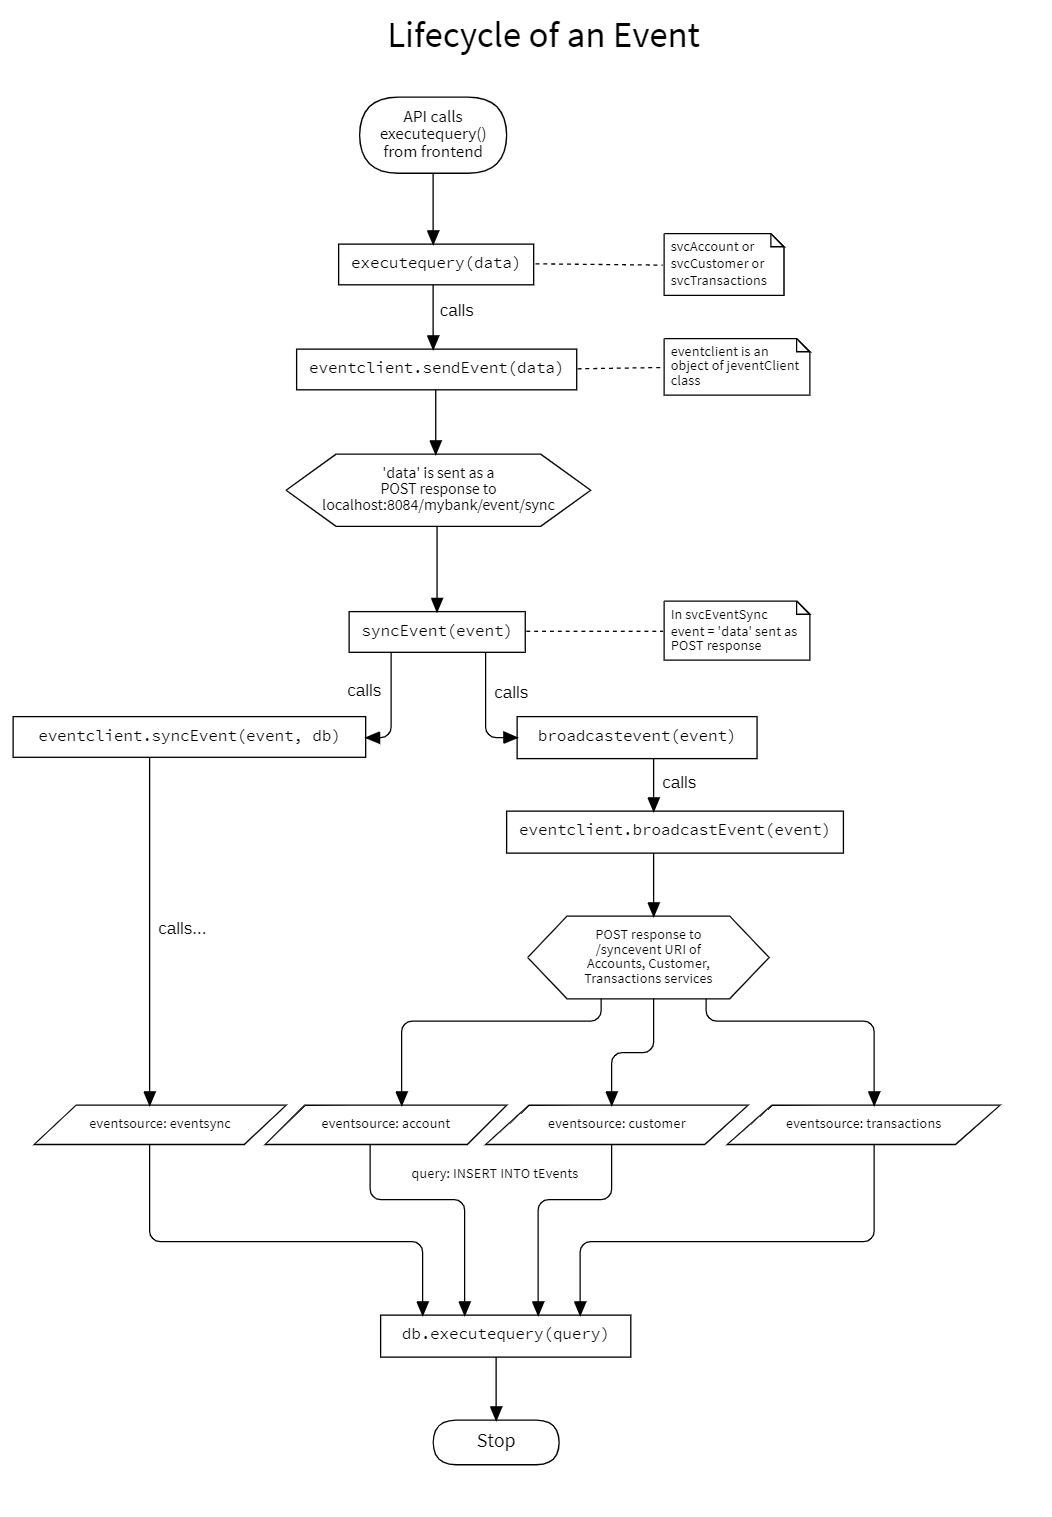 Lifecycle of an Event
API calls
executequery()
from frontend
executequery(data)
svcAccount or
svcCustomer or
svcTransactions
calls
eventclient.sendEvent(data)
eventclient is an
object of jeventClient
class
'data' is sent as a
POST response to
localhost:8084/mybank/event/sync
syncEvent(event)
In svcEventSync
event = 'data' sent as
POST response
calls
calls
eventclient.syncEvent(event, db)
broadcastevent(event)
calls
eventclient.broadcastEvent(event)
calls...
POST response to
/syncevent URI of
Accounts, Customer,
Transactions services
eventsource: eventsync
eventsource: account
eventsource: customer
eventsource: transactions
query: INSERT INTO tEvents
db.executequery(query)
Stop